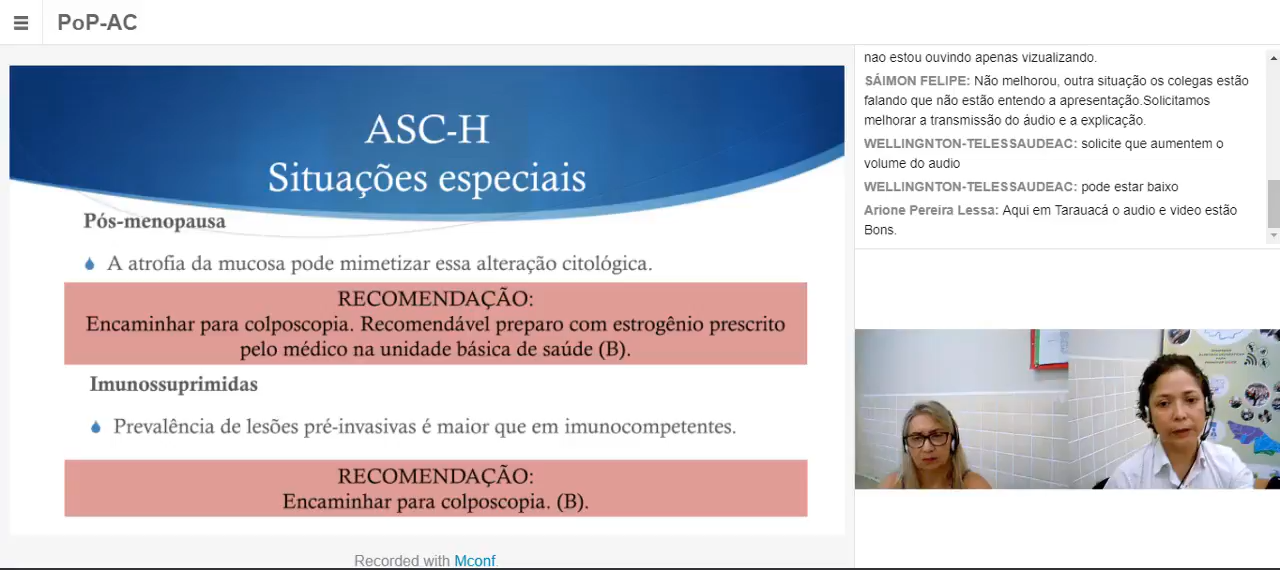 PoP-AC
ASC-H
Situações especiais
Pós-menopausa
A atrofia da mucosa pode mimetizar essa alteração citológica.
RECOMENDAÇÃO:
Encaminhar para colposcopia. Recomendável preparo com estrogênio prescrito
pelo médico na unidade básica de saúde (B).
Imunossuprimidas
Prevalência de lesões pré-invasivas é maior que em imunocompetentes.
RECOMENDAÇÃO:
Encaminhar para colposcopia. (B).
Recorded with Mconf.
nao estou ouvindo apenas vizualizando.
SÁIMON FELIPE: Não melhorou, outra situação os colegas estão
falando que não estão entendo a apresentação.Solicitamos
melhorar a transmissão do áudio e a explicação.
WELLINGNTON-TELESSAUDEAC: solicite que aumentem o
volume do audio
WELLINGNTON-TELESSAUDEAC: pode estar baixo
Arione Pereira Lessa: Aqui em Tarauacá o audio e video estão
Bons.